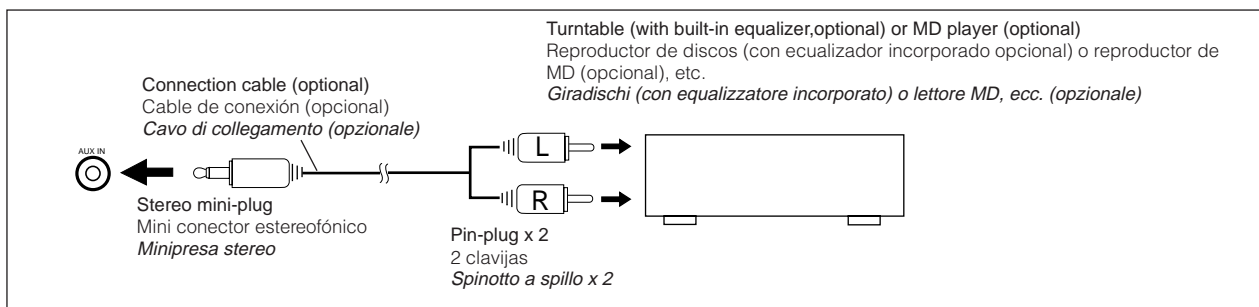 Turntable (with built-in equalizer,optional) or MD player (optional)
Reproductor de discos (con ecualizador incorporado opcional) o reproductor de
MD (opcional), etc.
Giradischi (con equalizzatore incorporato) o lettore MD, ecc. (opzionale)
Connection cable (optional)
Cable de conexión (opcional)
Cavo di collegamento (opzionale)
AUX IN
L
R
Stereo mini-plug
Mini conector estereofónico
Minipresa stereo
Pin-plug x 2
2 clavijas
Spinotto a spillo x 2